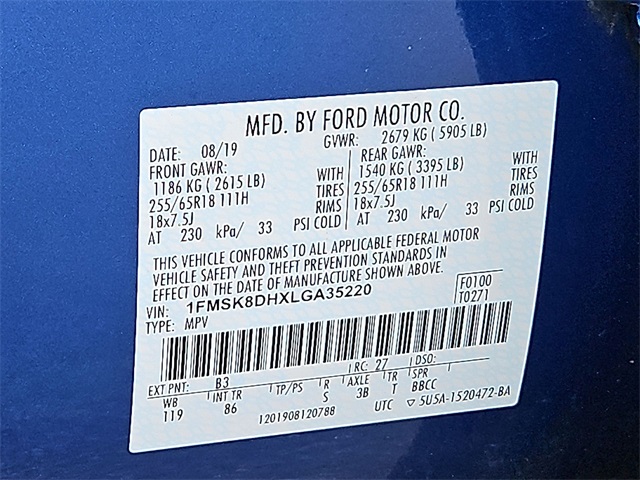 MFD. BY FORD MOTOR CO.
DATE: 08/19 GVWR: 2679 KG ( 5905 LB)
FRONT GAWR: REAR GAWR:
1186 KG ( 2615 LB) WITH 1540 KG ( 3395 LB) WITH
255/65R18 111H TIRES 255/65R18 111H TIRES
18x7.5J RIMS 18x7.5J RIMS
AT 230 kPa/ 33 PSI COLD AT 230 kPa/ 33 PSI COLD
THIS VEHICLE CONFORMS TO ALL APPLICABLE FEDERAL MOTOR
VEHICLE SAFETY AND THEFT PREVENTION STANDARDS IN
EFFECT ON THE DATE OF MANUFACTURE SHOWN ABOVE.
VIN: 1FMSK8DHXLGA35220 F0100
TYPE: MPV T0271
EXT PNT: B3 RC: 27 DSO:
WB INT TR TP/PS R AXLE TR SPR
119 86 S 3B T BBCC
1201908120788 UTC ▽ 5U5A-1520472-BA